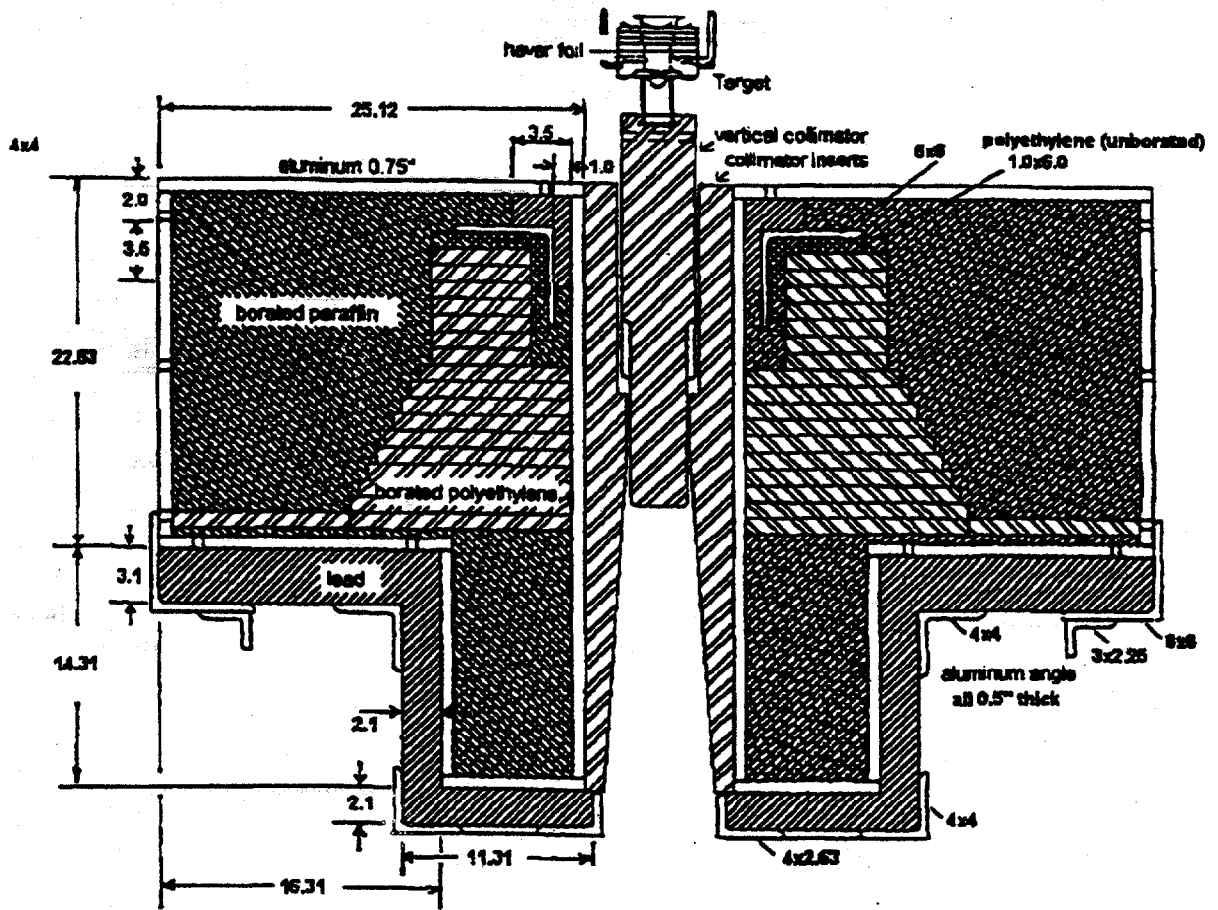 havar foil
Target
25.12
4x4
3.5
vertical collimator
collimator inserts
6x6
polyethylene (unborated)
1.0x6.0
aluminum 0.75"
1.0
2.0
3.5
borated paraffin
22.63
borated polyethylene
3.1
lead
4x4
3x2.25
6x6
14.31
aluminum angle
all 0.5" thick
2.1
2.1
4x4
11.31
4x2.63
16.31